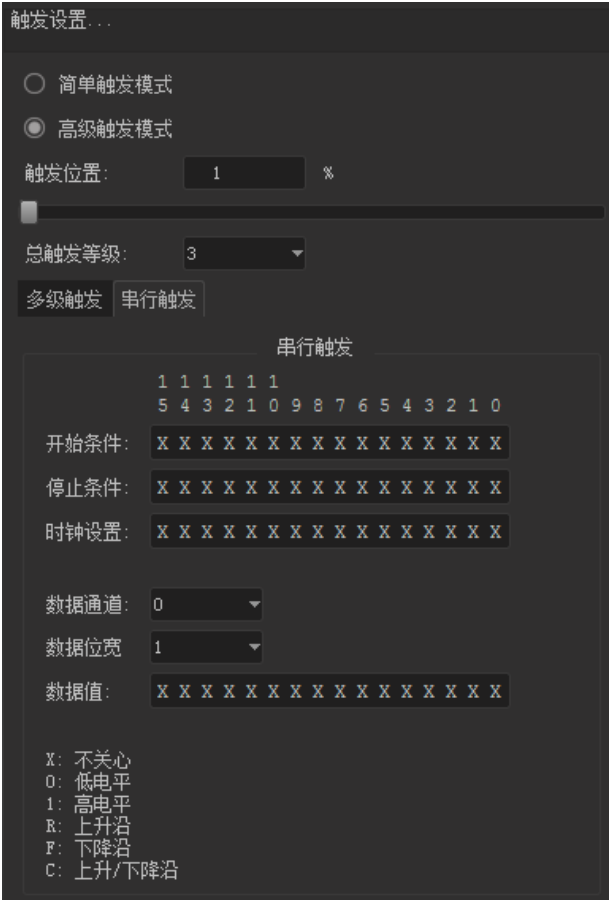 触发设置...
简单触发模式
高级触发模式
触发位置: 1 %
总触发等级: 3
多级触发 串行触发
串行触发
1 1 1 1 1 1
5 4 3 2 1 0 9 8 7 6 5 4 3 2 1 0
开始条件: X X X X X X X X X X X X X X X X
停止条件: X X X X X X X X X X X X X X X X
时钟设置: X X X X X X X X X X X X X X X X
数据通道: 0
数据位宽 1
数据值: X X X X X X X X X X X X X X X X
X: 不关心
0: 低电平
1: 高电平
R: 上升沿
F: 下降沿
C: 上升/下降沿